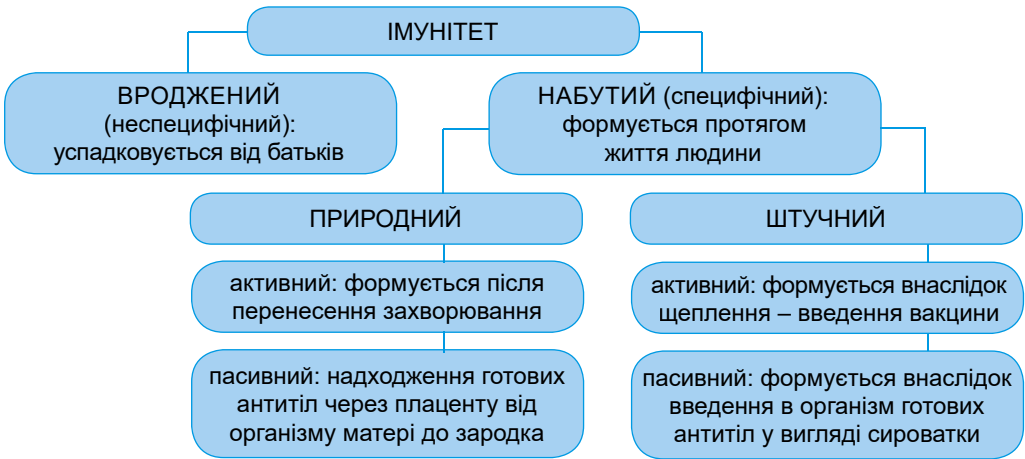 ІМУНІТЕТ
ВРОДЖЕНИЙ
(неспецифічний):
успадковується від батьків
НАБУТИЙ (специфічний):
формується протягом
життя людини
ПРИРОДНИЙ
активний: формується після
перенесення захворювання
пасивний: надходження готових
антитіл через плаценту від
організму матері до зародка
ШТУЧНИЙ
активний: формується внаслідок
щеплення – введення вакцини
пасивний: формується внаслідок
введення в організм готових
антитіл у вигляді сироватки